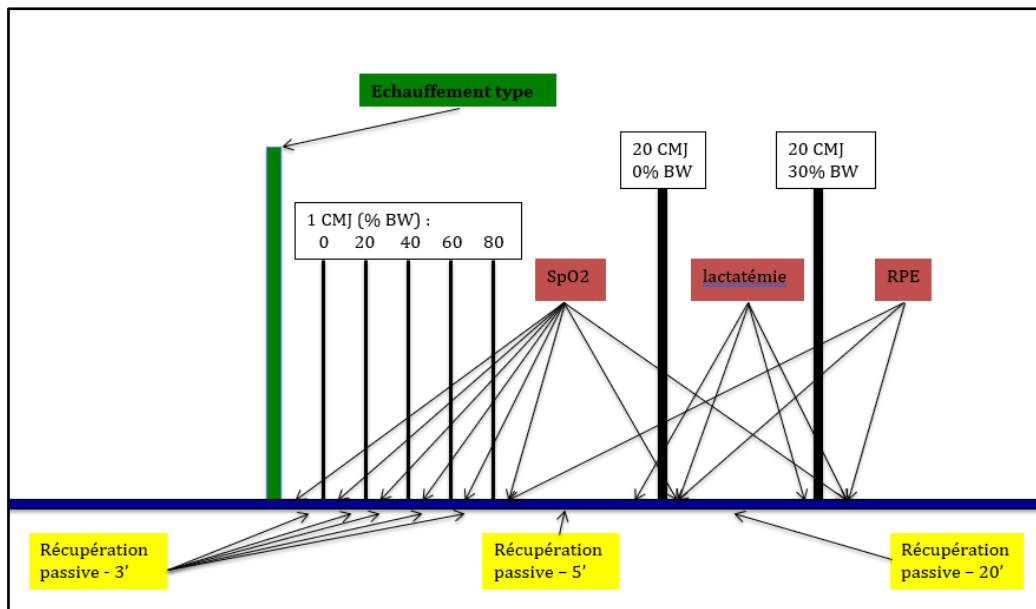 Echauffement type
20 CMJ
0% BW
20 CMJ
30% BW
1 CMJ (% BW) :
0 20 40 60 80
SpO2
lactatémie
RPE
Récupération
passive - 3’
Récupération
passive – 5’
Récupération
passive – 20’